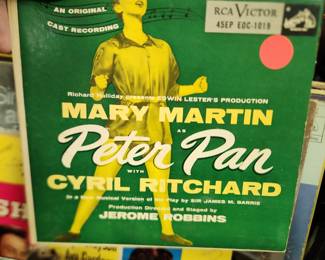 AN ORIGINAL
CAST RECORDING
RCA VICTOR
45EP EOC-1019
Richard Halliday presents EDWIN LESTER'S PRODUCTION
MARY MARTIN
AS
Peter Pan
WITH
CYRIL RITCHARD
In a New Musical Version of the Play by SIR JAMES M. BARRIE
Production Directed and Staged by
JEROME ROBBINS
SH